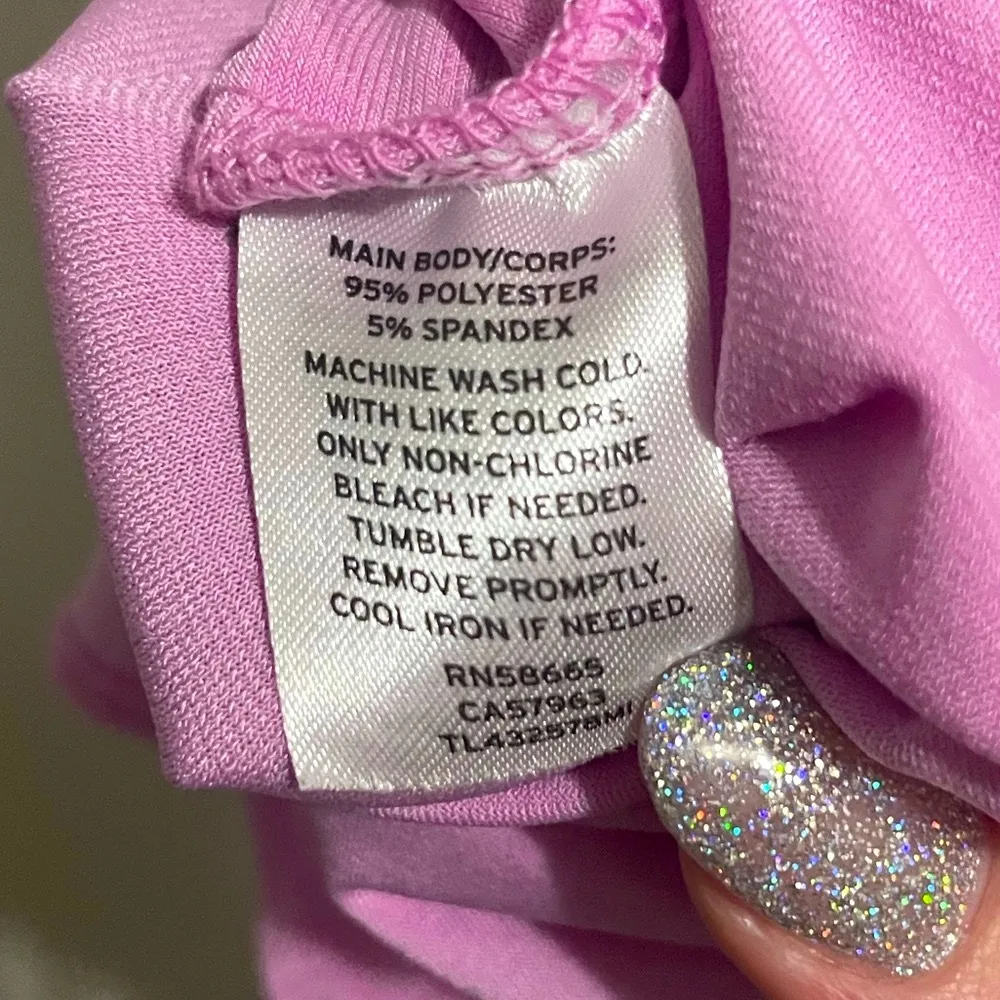 MAIN BODY/CORPS:
95% POLYESTER
5% SPANDEX
MACHINE WASH COLD.
WITH LIKE COLORS.
ONLY NON-CHLORINE
BLEACH IF NEEDED.
TUMBLE DRY LOW.
REMOVE PROMPTLY.
COOL IRON IF NEEDED.
RN58665
CA57963